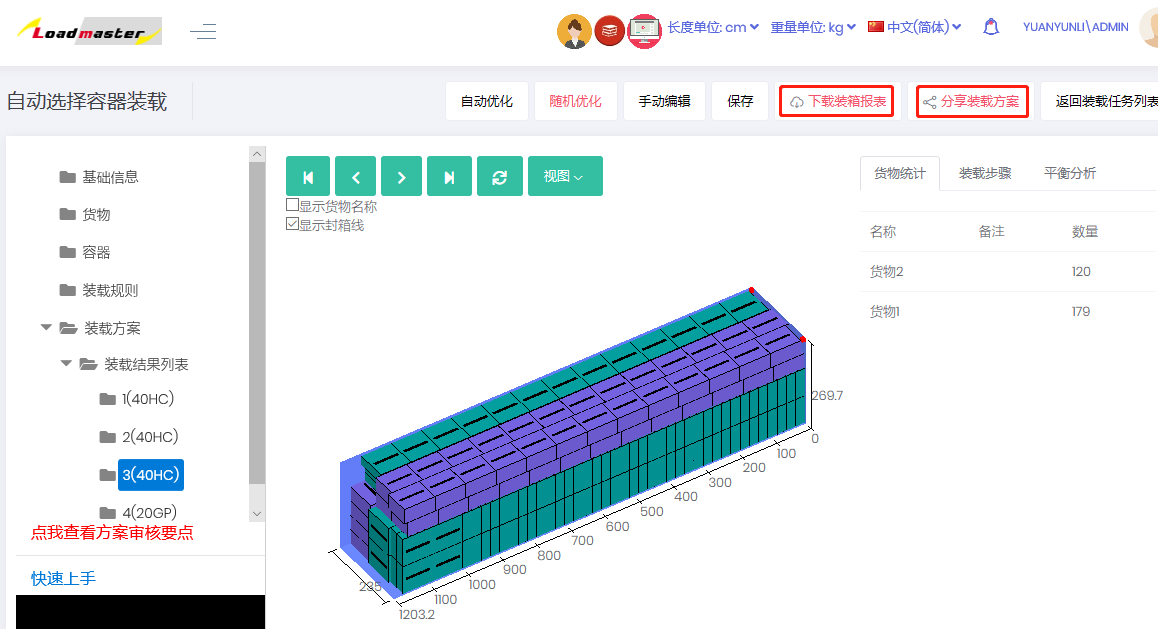 Loadmaster
长度单位: cm
重量单位: kg
中文(简体)
YUANYUNLI\ADMIN
自动选择容器装载
自动优化
随机优化
手动编辑
保存
下载装箱报表
分享装载方案
返回装载任务列表
基础信息
货物
容器
装载规则
装载方案
装载结果列表
1(40HC)
2(40HC)
3(40HC)
4(20GP)
点我查看方案审核要点
快速上手
视图
显示货物名称
显示封箱线
269.7
0
100
200
300
400
500
600
700
800
900
1000
1100
1203.2
235
货物统计
装载步骤
平衡分析
名称 备注 数量
货物2 120
货物1 179